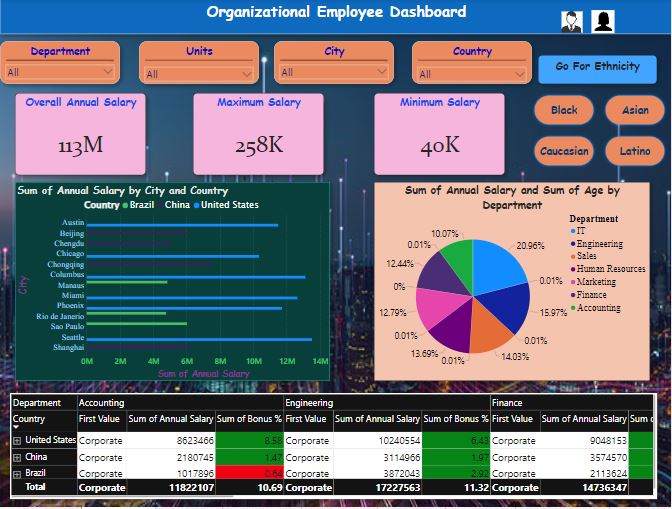 Organizational Employee Dashboard
Department Units City Country
All All All All
Go For Ethnicity
Overall Annual Salary Maximum Salary Minimum Salary
113M 258K 40K
Black Asian
Caucasian Latino
Sum of Annual Salary by City and Country
Country Brazil China United States
City
Austin
Beijing
Chengdu
Chicago
Chongqing
Columbus
Manaus
Miami
Phoenix
Rio de Janerio
Sao Paulo
Seattle
Shanghai
0M 2M 4M 6M 8M 10M 12M 14M
Sum of Annual Salary
Sum of Annual Salary and Sum of Age by
Department
10.07%
0.01%
12.44%
0%
12.79%
0.01%
13.69%
0.01%
14.03%
0.01%
15.97%
0.01%
20.96%
Department
IT
Engineering
Sales
Human Resources
Marketing
Finance
Accounting
Department Accounting Engineering Finance
Country First Value Sum of Annual Salary Sum of Bonus % First Value Sum of Annual Salary Sum of Bonus % First Value Sum of Annual Salary Sum c
United States Corporate 8623466 8.58 Corporate 10240554 6.43 Corporate 9048153
China Corporate 2180745 1.47 Corporate 3114966 1.97 Corporate 3574570
Brazil Corporate 1017896 0.64 Corporate 3872043 2.92 Corporate 2113624
Total Corporate 11822107 10.69 Corporate 17227563 11.32 Corporate 14736347